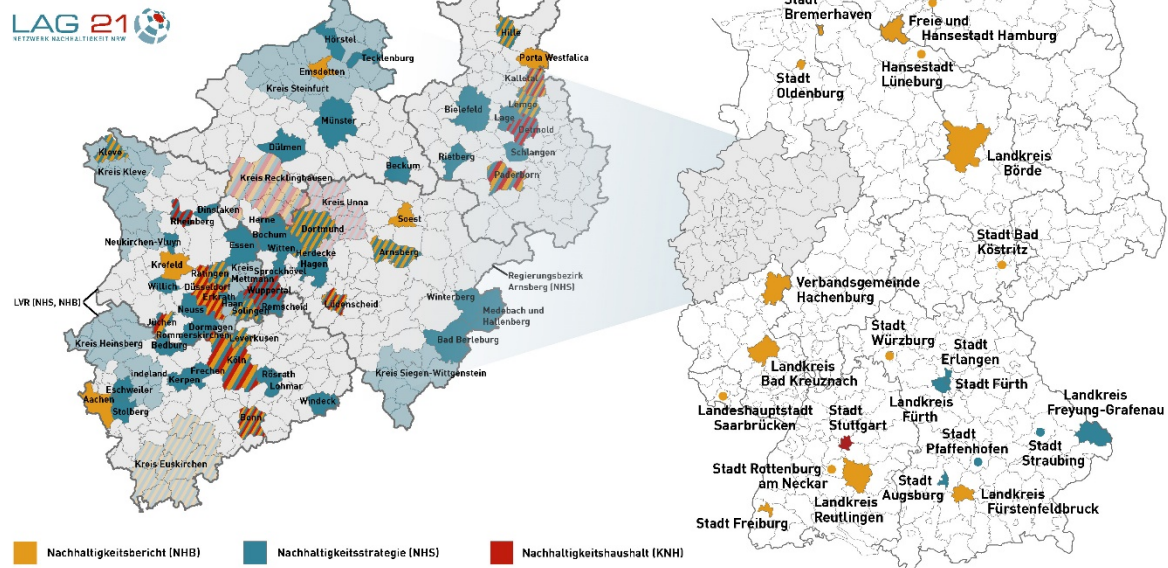 LAG 21
NETZWERK NACHHALTIGKEIT NRW
Hörstel
Tecklenburg
Emsdetten
Kreis Steinfurt
Münster
Dülmen
Beckum
Kleve
Kreis Kleve
Kreis Recklinghausen
Kreis Unna
Rheinberg
Dinslaken
Herne
Bochum
Dortmund
Soest
Neukirchen-Vluyn
Essen
Witten
Herdecke
Hagen
Arnsberg
Krefeld
Ratingen
Kreis
Mettmann
Sprockhövel
Willich
Düsseldorf
Wuppertal
Erkrath
Haan
Remscheid
Lüdenscheid
LVR (NHS, NHB)
Neuss
Solingen
Jüchen
Dormagen
Rommerskirchen
Leverkusen
Bedburg
Kreis Heinsberg
Köln
Frechen
Rösrath
indeland
Kerpen
Lohmar
Eschweiler
Aachen
Stolberg
Windeck
Bonn
Kreis Euskirchen
Hille
Porta Westfalica
Kalletal
Bielefeld
Lemgo
Lage
Detmold
Rietberg
Schlangen
Paderborn
Regierungsbezirk
Arnsberg (NHS)
Winterberg
Medebach und
Hallenberg
Bad Berleburg
Kreis Siegen-Wittgenstein
Stadt
Bremerhaven
Freie und
Hansestadt Hamburg
Hansestadt
Lüneburg
Stadt
Oldenburg
Landkreis
Börde
Stadt Bad
Köstritz
Verbandsgemeinde
Hachenburg
Stadt
Würzburg
Stadt
Erlangen
Landkreis
Bad Kreuznach
Stadt Fürth
Landkreis
Fürth
Landkreis
Freyung-Grafenau
Landeshauptstadt
Saarbrücken
Stadt
Stuttgart
Stadt
Pfaffenhofen
Stadt
Straubing
Stadt Rottenburg
am Neckar
Stadt
Augsburg
Landkreis
Reutlingen
Landkreis
Fürstenfeldbruck
Stadt Freiburg
Nachhaltigkeitsbericht (NHB)
Nachhaltigkeitsstrategie (NHS)
Nachhaltigkeitshaushalt (KNH)